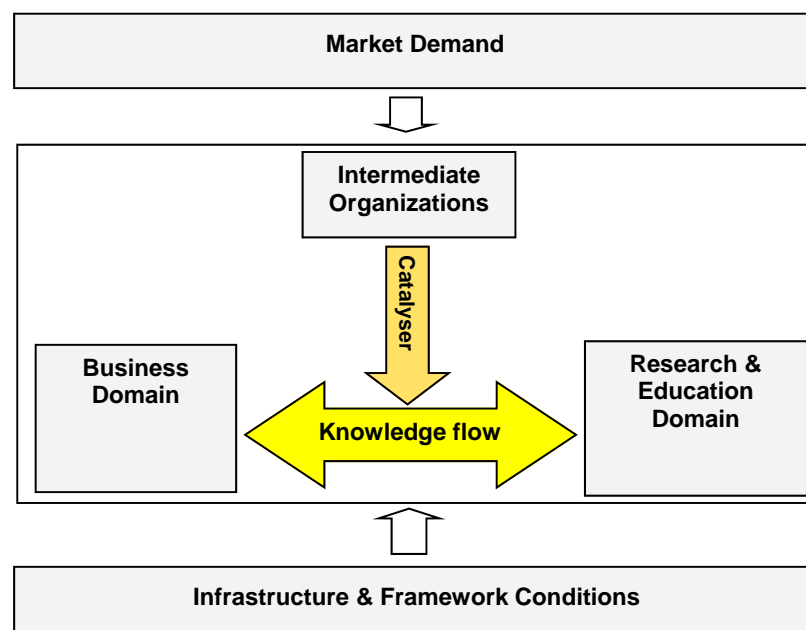 Market Demand
Intermediate
Organizations
Catalyser
Business
Domain
Research &
Education
Domain
Knowledge flow
Infrastructure & Framework Conditions